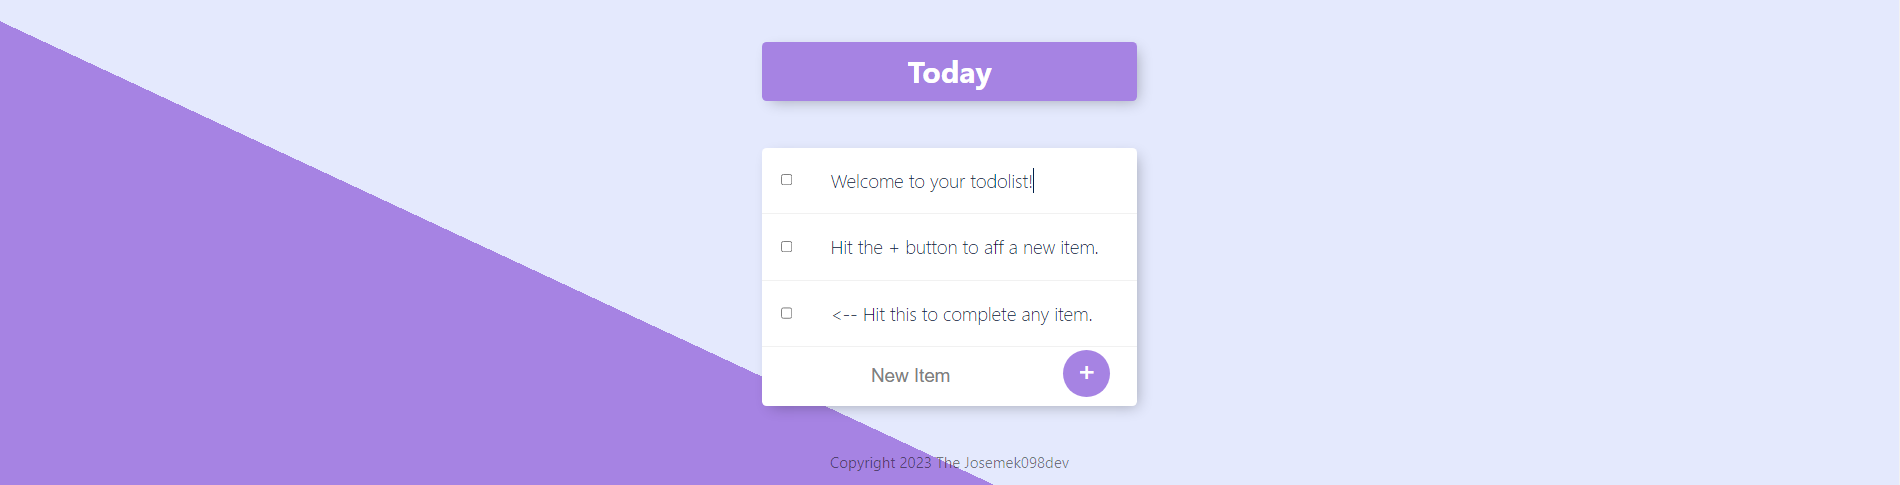 Today
Welcome to your todolist!
Hit the + button to aff a new item.
<-- Hit this to complete any item.
New Item
+
Copyright 2023 The Josemek098dev